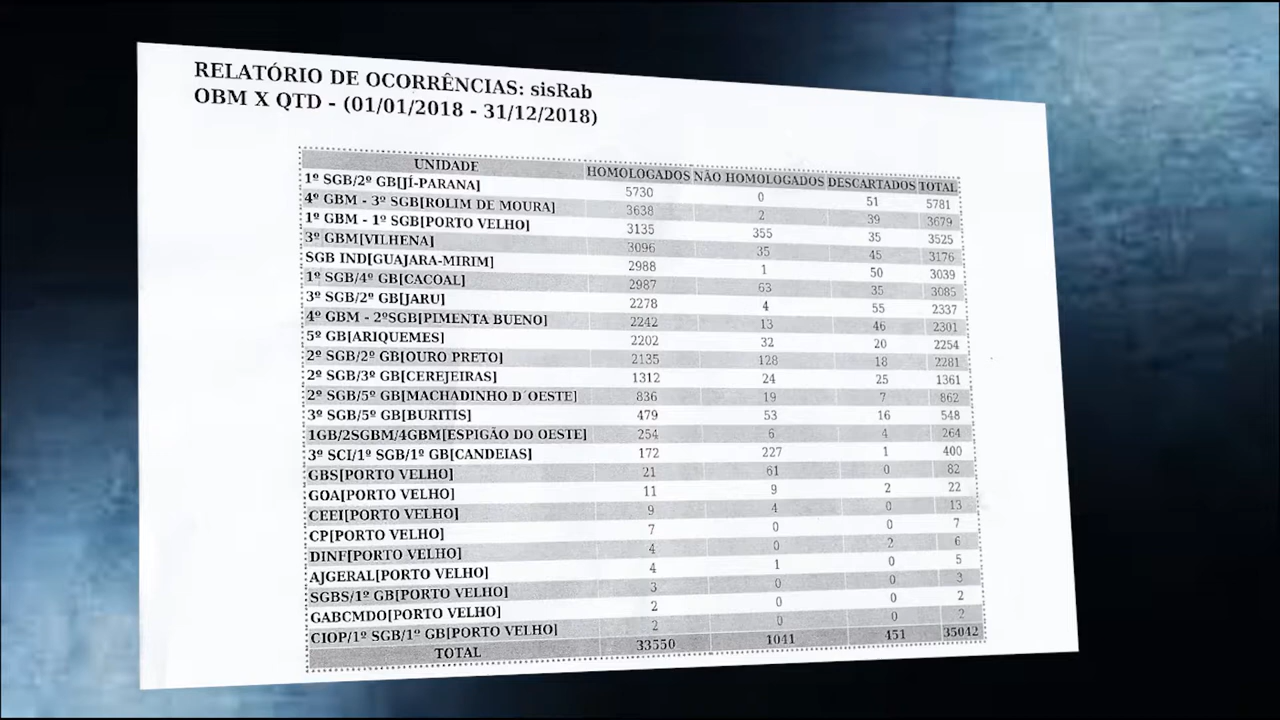 RELATÓRIO DE OCORRÊNCIAS: sisRab
OBM X QTD - (01/01/2018 - 31/12/2018)
UNIDADE HOMOLOGADOS NÃO HOMOLOGADOS DESCARTADOS TOTAL
1º SGB/2º GB[JÍ-PARANA] 5730 0 51 5781
4º GBM - 3º SGB[ROLIM DE MOURA] 3638 2 39 3679
1º GBM - 1º SGB[PORTO VELHO] 3135 355 35 3525
3º GBM[VILHENA] 3096 35 45 3176
SGB IND[GUAJARA-MIRIM] 2988 1 50 3039
1º SGB/4º GB[CACOAL] 2987 63 35 3085
3º SGB/2º GB[JARU] 2278 4 55 2337
4º GBM - 2ºSGB[PIMENTA BUENO] 2242 13 46 2301
5º GB[ARIQUEMES] 2202 32 20 2254
2º SGB/2º GB[OURO PRETO] 2135 128 18 2281
2º SGB/3º GB[CEREJEIRAS] 1312 24 25 1361
2º SGB/5º GB[MACHADINHO D´OESTE] 836 19 7 862
3º SGB/5º GB[BURITIS] 479 53 16 548
1GB/2SGBM/4GBM[ESPIGÃO DO OESTE] 254 6 4 264
3º SCI/1º SGB/1º GB[CANDEIAS] 172 227 1 400
GBS[PORTO VELHO] 21 61 0 82
GOA[PORTO VELHO] 11 9 2 22
CEEI[PORTO VELHO] 9 4 0 13
CP[PORTO VELHO] 7 0 0 7
DINF[PORTO VELHO] 4 0 2 6
AJGERAL[PORTO VELHO] 4 1 0 5
SGBS/1º GB[PORTO VELHO] 3 0 0 3
GABCMDO[PORTO VELHO] 2 0 0 2
CIOP/1º SGB/1º GB[PORTO VELHO] 2 0 0 2
TOTAL 33550 1041 451 35042